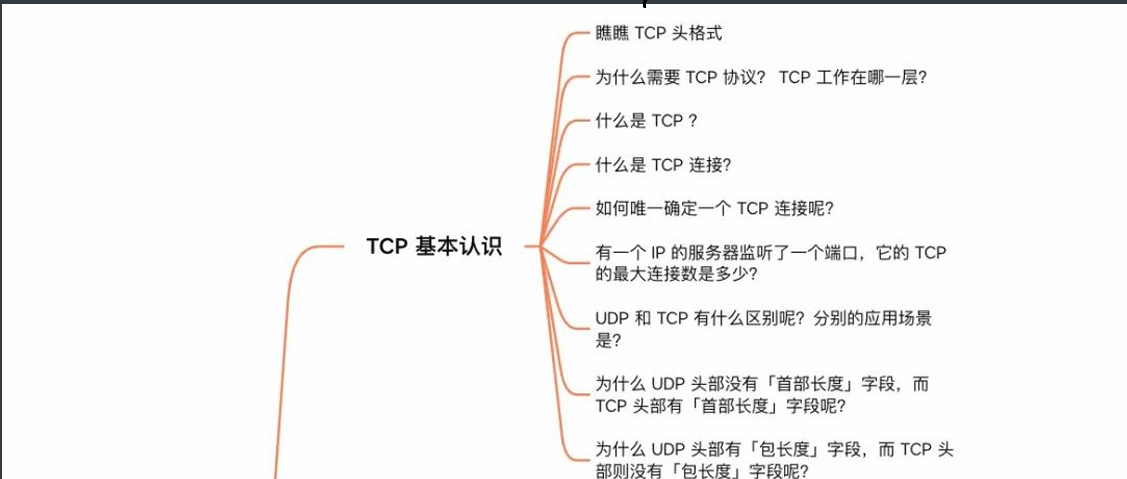 瞧瞧 TCP 头格式
为什么需要 TCP 协议? TCP 工作在哪一层?
什么是 TCP ?
什么是 TCP 连接?
如何唯一确定一个 TCP 连接呢?
TCP 基本认识
有一个 IP 的服务器监听了一个端口，它的 TCP
的最大连接数是多少?
UDP 和 TCP 有什么区别呢? 分别的应用场景
是?
为什么 UDP 头部没有「首部长度」字段，而
TCP 头部有「首部长度」字段呢?
为什么 UDP 头部有「包长度」字段，而 TCP 头
部则没有「包长度」字段呢?